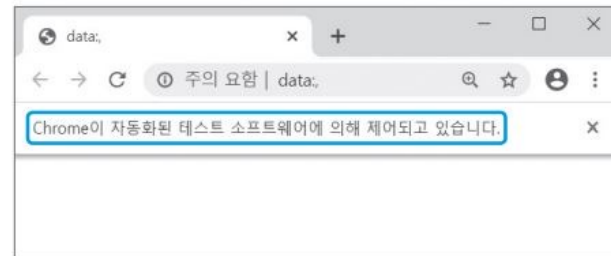 data:,
주의 요함 | data:,
Chrome이 자동화된 테스트 소프트웨어에 의해 제어되고 있습니다.